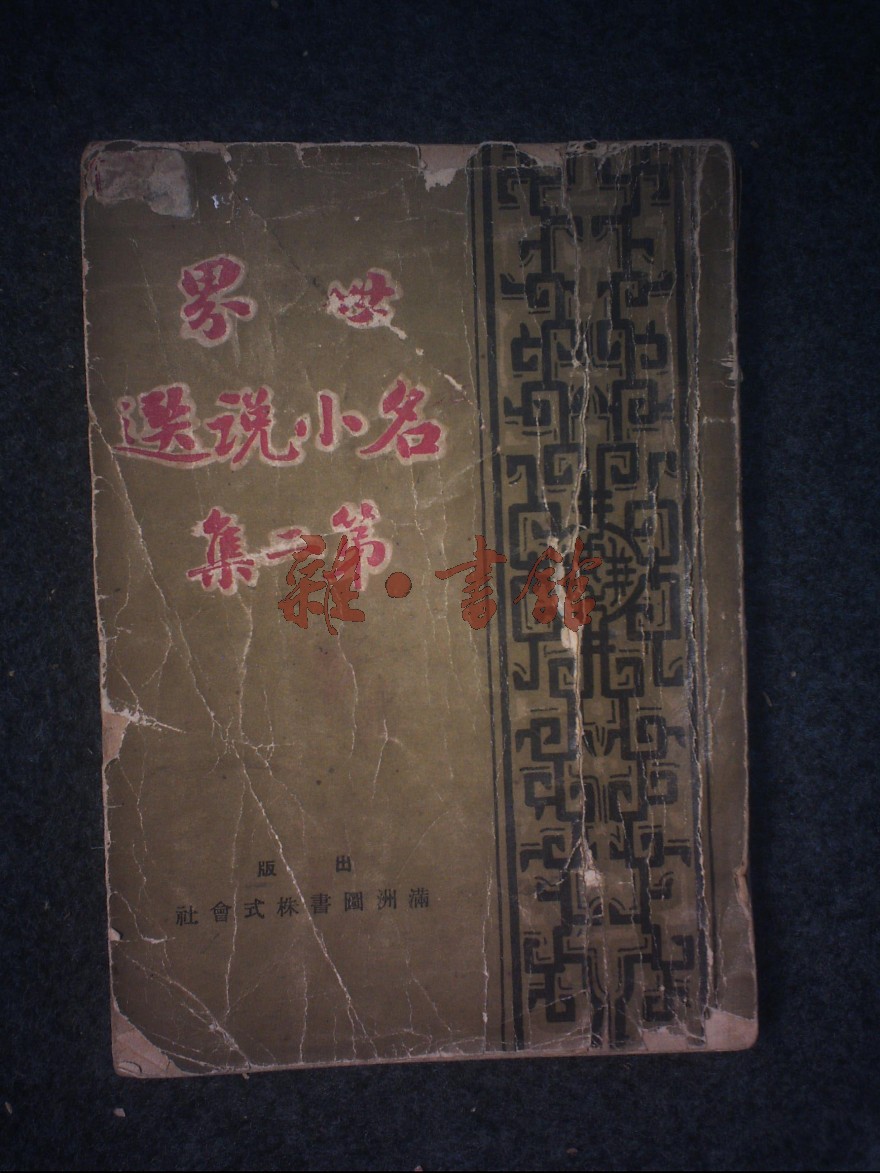 世界
名小说選
第二集
雜·書館
出版
滿洲圖書株式會社